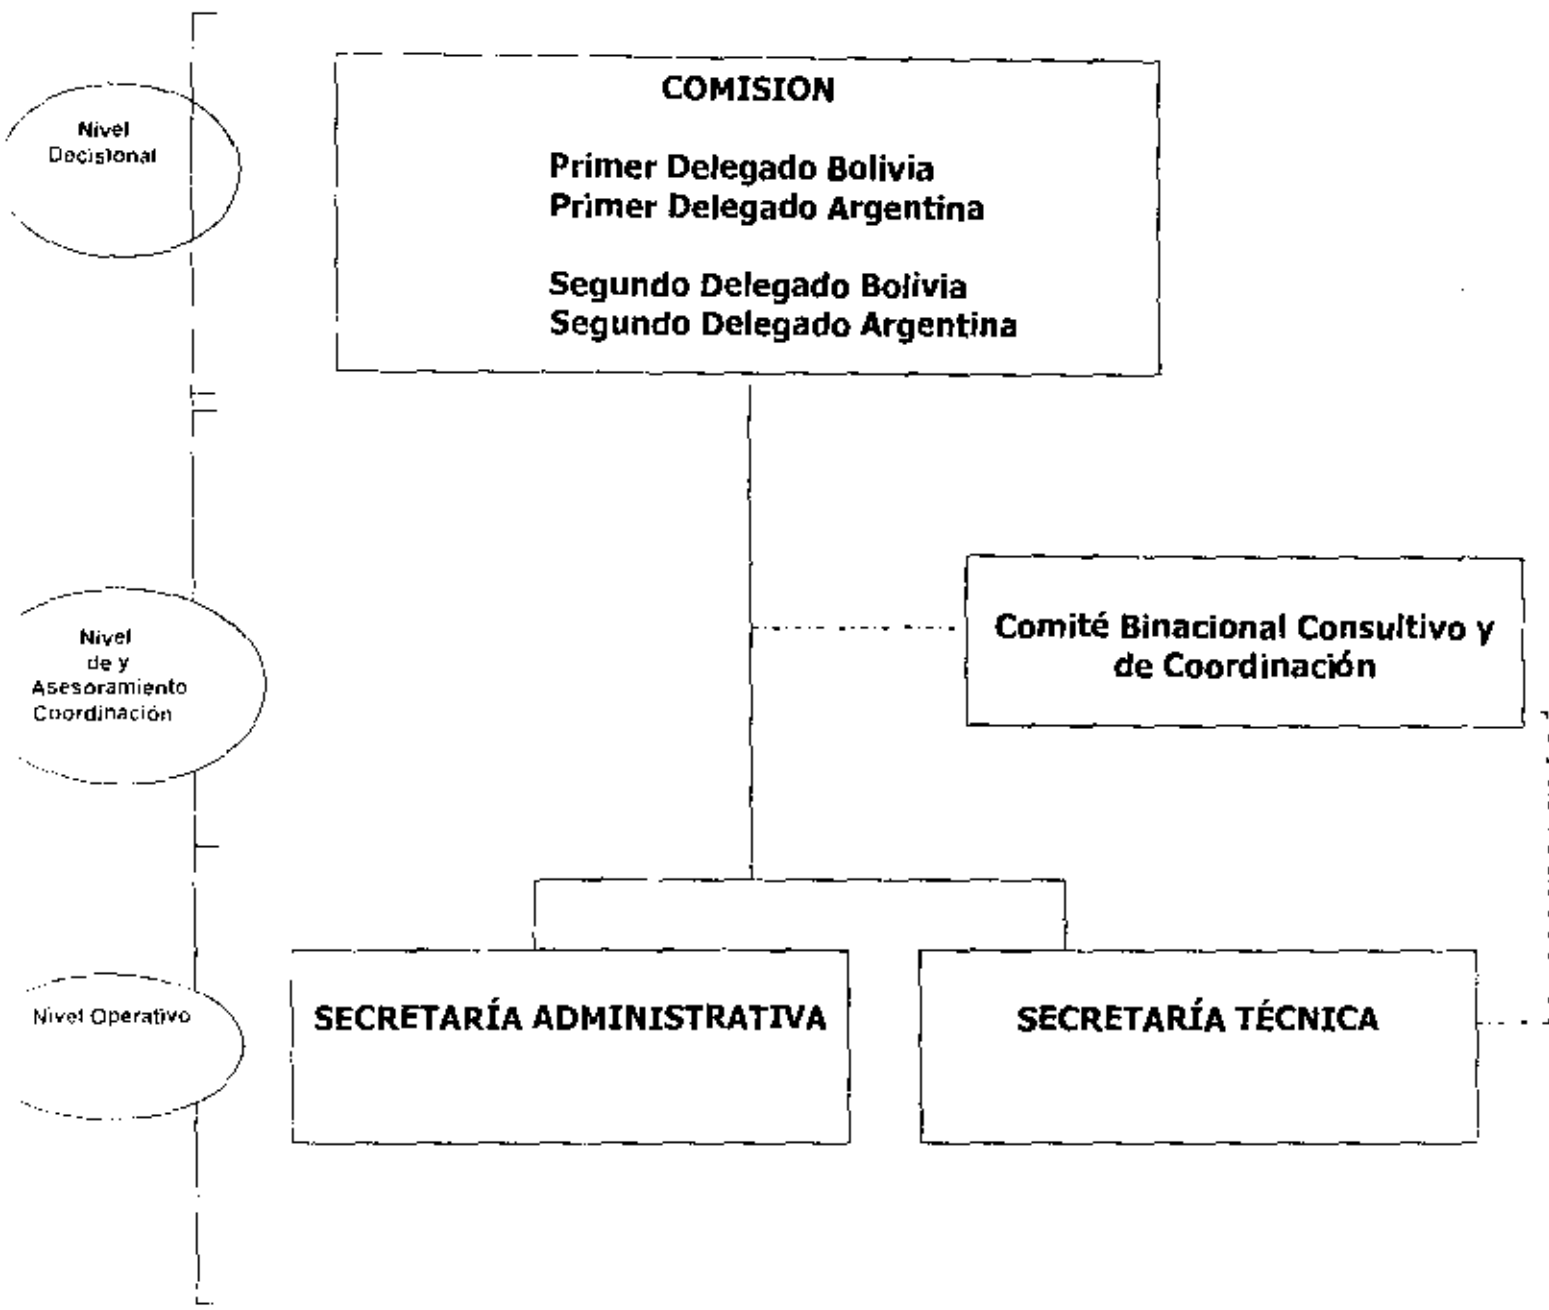 COMISION
Nivel
Decisional
Primer Delegado Bolivia
Primer Delegado Argentina
Segundo Delegado Bolivia
Segundo Delegado Argentina
Nivel
de y
Asesoramiento
Coordinación
Comité Binacional Consultivo y
de Coordinación
Nivel Operativo
SECRETARÍA ADMINISTRATIVA
SECRETARÍA TÉCNICA